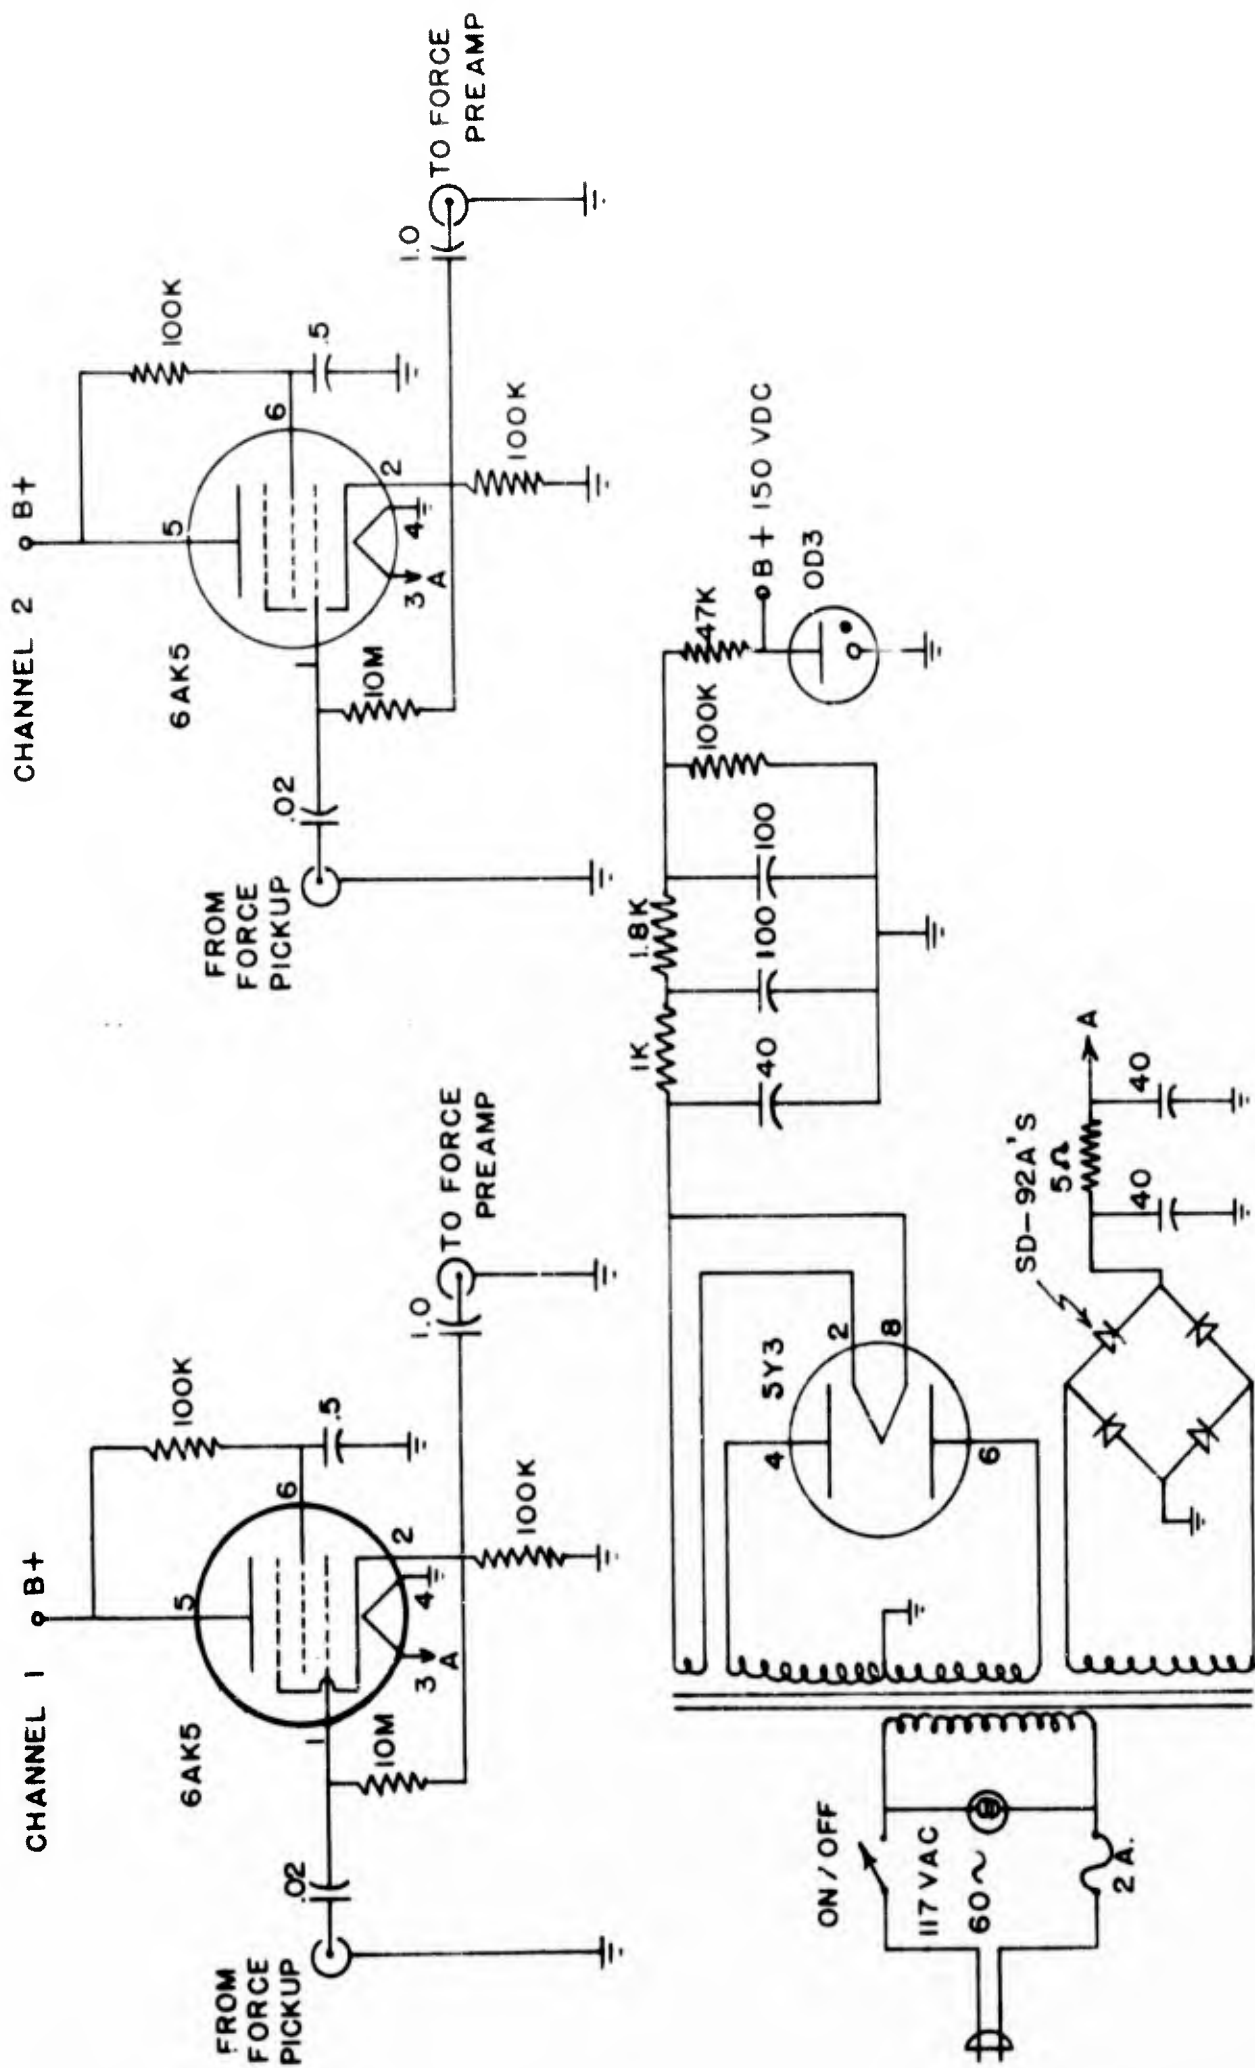 CHANNEL 1
B+
6AK5
5
100K
6
.5
1
2
3
A
4
10M
100K
.02
FROM
FORCE
PICKUP
1.0
TO FORCE
PREAMP
CHANNEL 2
B+
6AK5
5
100K
6
.5
1
2
3
A
4
10M
100K
.02
FROM
FORCE
PICKUP
1.0
TO FORCE
PREAMP
ON/OFF
117 VAC
60~
2 A.
5Y3
4
2
8
6
1K
1.8K
40
100
100
100K
47K
B+ 150 VDC
OD3
SD-92A'S
5Ω
40
40
A